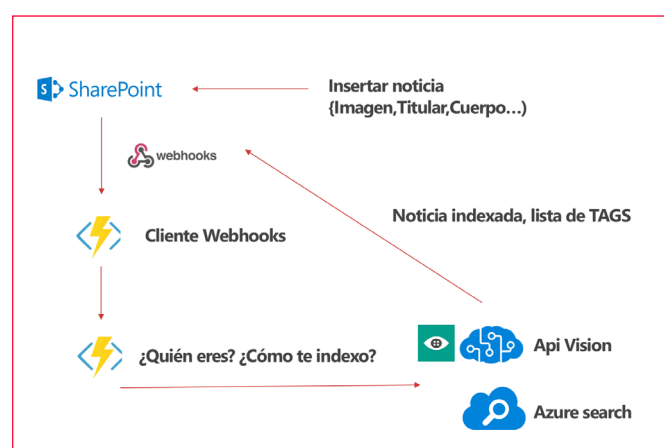 SharePoint
Insertar noticia
{Imagen,Titular,Cuerpo...)
webhooks
Noticia indexada, lista de TAGS
Cliente Webhooks
¿Quién eres? ¿Cómo te indexo?
Api Vision
Azure search